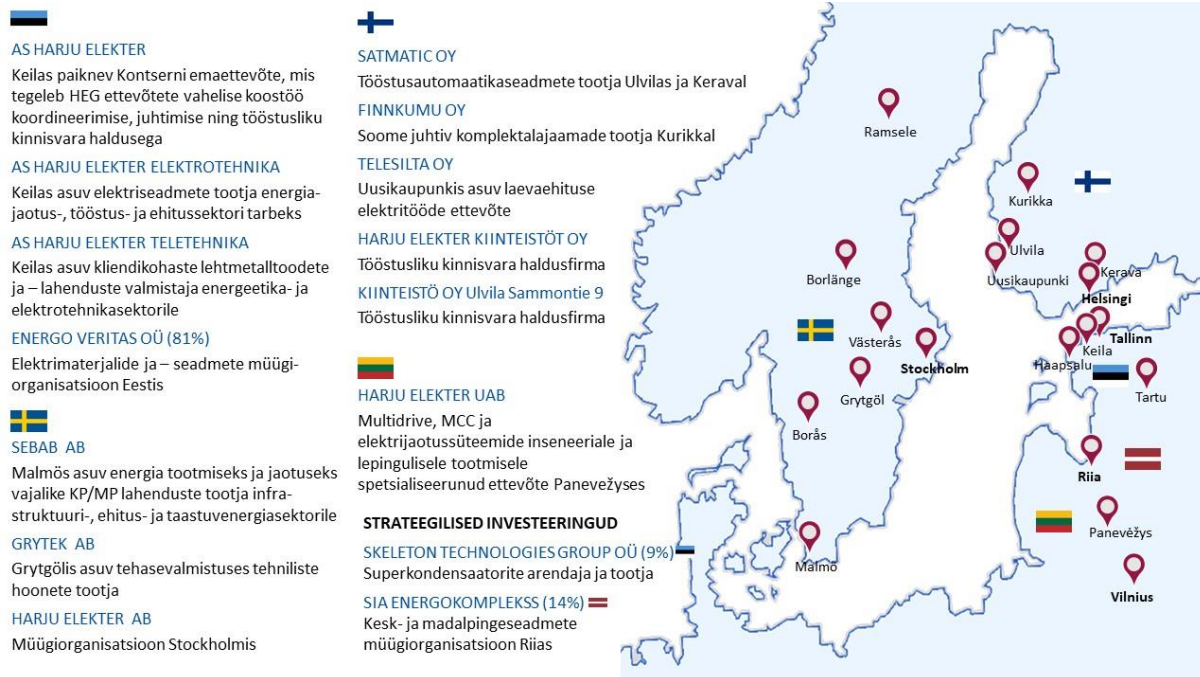 AS HARJU ELEKTER
Keilas paiknev Kontserni emaettevõte, mis
tegeleb HEG ettevõtete vahelise koostöö
koordineerimise, juhtimise ning tööstusliku
kinnisvara haldusega
AS HARJU ELEKTER ELEKTROTEHNIKA
Keilas asuv elektriseadmete tootja energia-
jaotus-, tööstus- ja ehitussektori tarbeks
AS HARJU ELEKTER TELETEHNIKA
Keilas asuv kliendikohaste lehtmetalltoodete
ja – lahenduste valmistaja energeetika- ja
elektrotehnikasektorile
ENERGO VERITAS OÜ (81%)
Elektrimaterjalide ja – seadmete müügi-
organisatsioon Eestis
SEBAB AB
Malmös asuv energia tootmiseks ja jaotuseks
vajalike KP/MP lahenduste tootja infra-
struktuuri-, ehitus- ja taastuvenergiasektorile
GRYTEK AB
Grytgölis asuv tehasevalmistuses tehniliste
hoonete tootja
HARJU ELEKTER AB
Müügiorganisatsioon Stockholmis
SATMATIC OY
Tööstusautomaatikaseadmete tootja Ulvilas ja Keraval
FINNKUMU OY
Soome juhtiv komplektalajaamade tootja Kurikkal
TELESILTA OY
Uusikaupunkis asuv laevaehituse
elektritööde ettevõte
HARJU ELEKTER KIINTEISTÖT OY
Tööstusliku kinnisvara haldusfirma
KIINTEISTÖ OY Ulvila Sammontie 9
Tööstusliku kinnisvara haldusfirma
HARJU ELEKTER UAB
Multidrive, MCC ja
elektrijaotussüteemide inseneeriale ja
lepingulisele tootmisele
spetsialiseerunud ettevõte Panevežyses
STRATEEGILISED INVESTEERINGUD
SKELETON TECHNOLOGIES GROUP OÜ (9%)
Superkondensaatorite arendaja ja tootja
SIA ENERGOKOMPLEKSS (14%)
Kesk- ja madalpingeseadmete
müügiorganisatsioon Riias
Ramsele
Kurikka
Ulvila
Uusikaupunki
Kerava
Helsingi
Borlänge
Västerås
Stockholm
Tallinn
Keila
Haapsalu
Tartu
Grytgöl
Borås
Riia
Panevėžys
Malmö
Vilnius